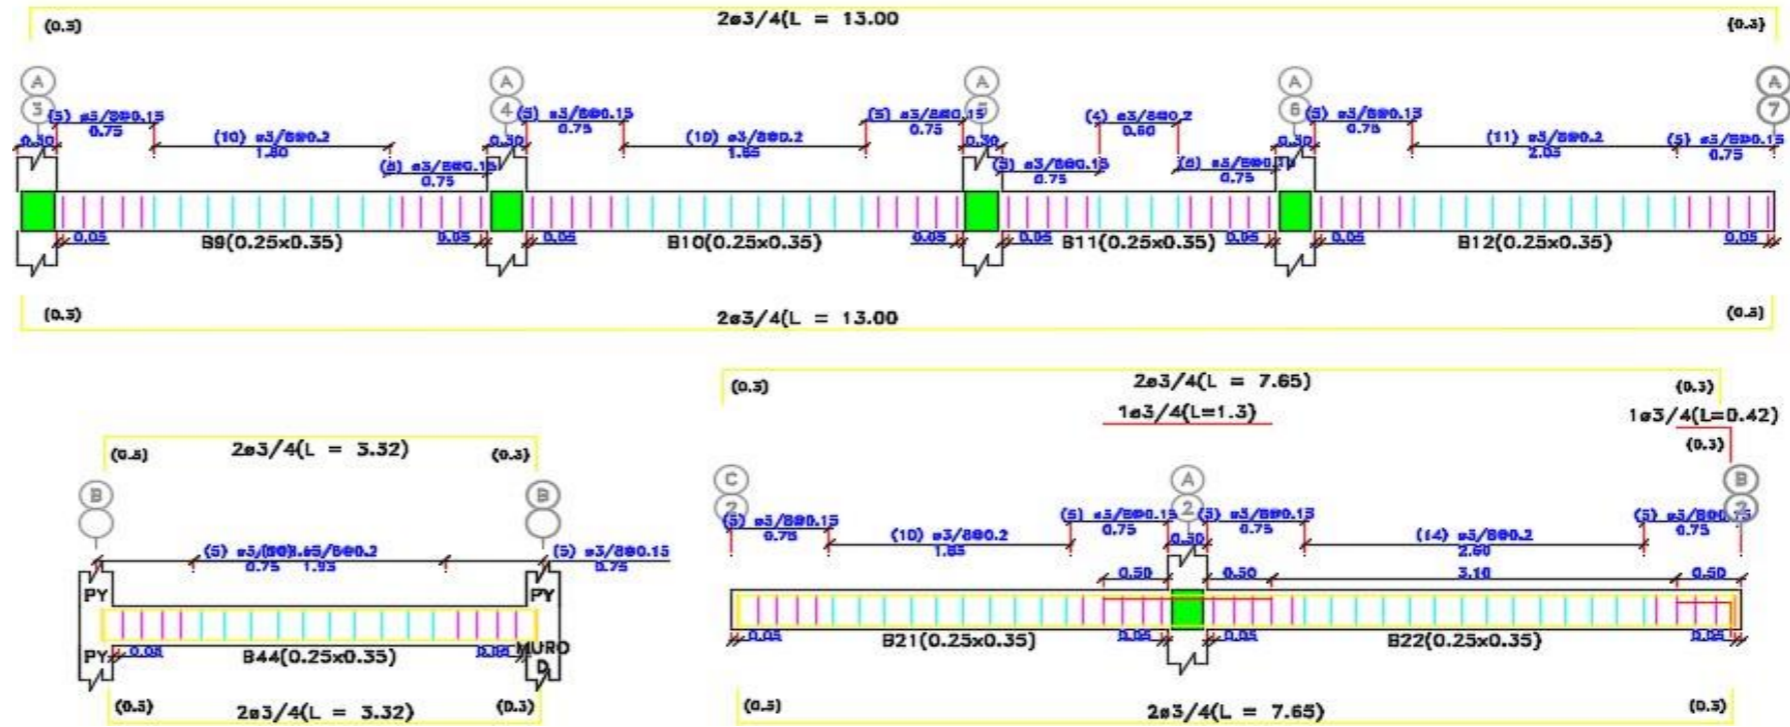 2ø3/4(L = 13.00
(0.3)
(0.3)
A A A A A
3 4 5 6 7
(5) ø3/8@0.15 (5) ø3/8@0.15 (5) ø3/8@0.15 (4) ø3/8@0.2 (5) ø3/8@0.15
0.75 0.75 0.75 0.60 0.75
0.30 (10) ø3/8@0.2 0.30 (10) ø3/8@0.2 0.30 0.30 (11) ø3/8@0.2 (5) ø3/8@0.15
1.80 1.85 2.05 0.75
ø3/8@0.15 ø3/8@0.15
0.75 0.75 0.75
0.05 B9(0.25x0.35) 0.05 0.05 B10(0.25x0.35) 0.05 0.05 B11(0.25x0.35) 0.05 0.05 B12(0.25x0.35) 0.05
(0.3) (0.3)
2ø3/4(L = 13.00
2ø3/4(L = 3.32)
(0.3) (0.3)
B B
(5) ø3/8@0.15
0.75 1.93 0.75
PY PY
0.05 B44(0.25x0.35) 0.05 MURO
PY D
(0.3) (0.3)
2ø3/4(L = 3.32)
2ø3/4(L = 7.65)
(0.3) (0.3)
1ø3/4(L=1.3) 1ø3/4(L=0.42)
(0.3)
C A B
2 2 2
(5) ø3/8@0.15 (5) ø3/8@0.15 (5) ø3/8@0.15 (5) ø3/8@0.15
0.75 0.75 0.75 0.75
(10) ø3/8@0.2 0.30 (14) ø3/8@0.2
1.85 2.60
0.50 0.50 3.10 0.50
0.05 B21(0.25x0.35) 0.05 0.05 B22(0.25x0.35) 0.05
(0.3) (0.3)
2ø3/4(L = 7.65)